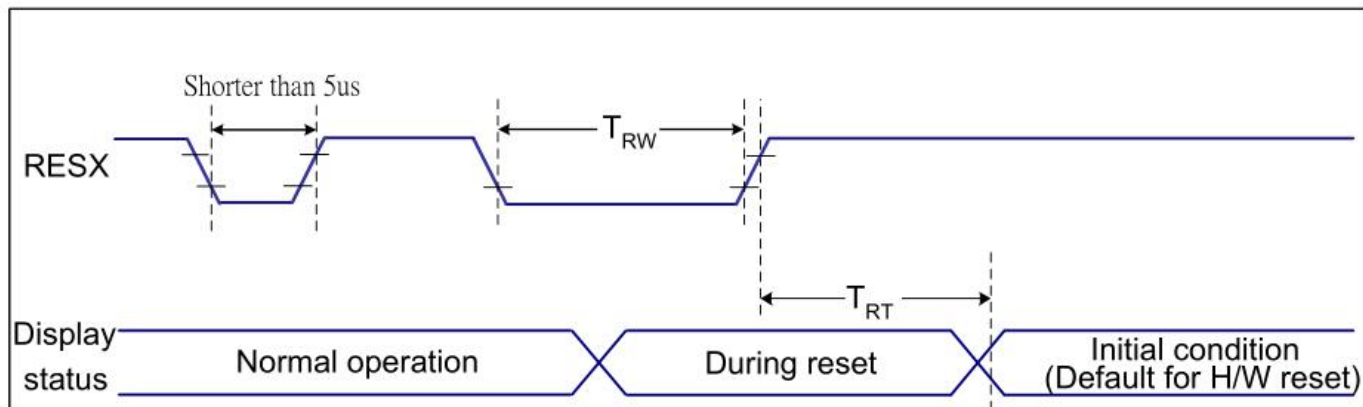 Shorter than 5us
TRW
RESX
TRT
Display
status
Normal operation
During reset
Initial condition
(Default for H/W reset)